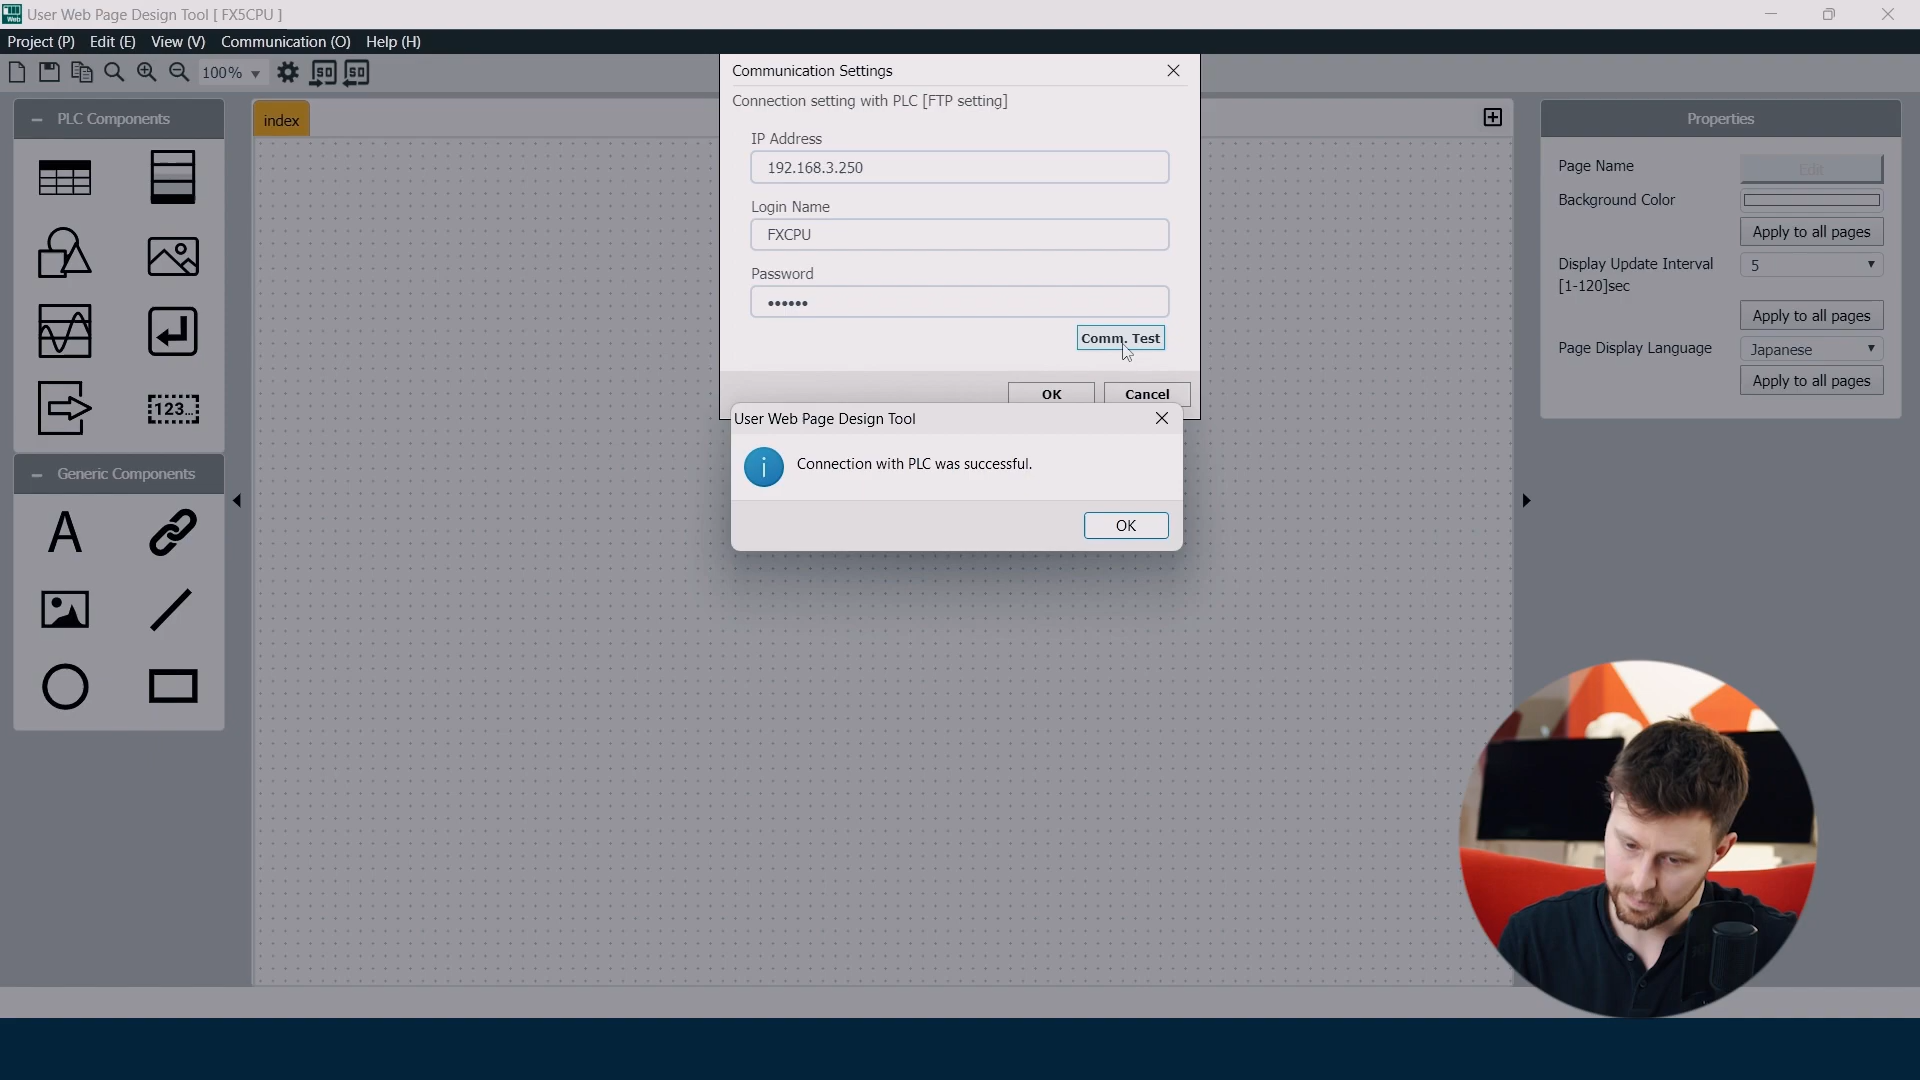 User Web Page Design Tool [ FX5CPU ]
Project (P) Edit (E) View (V) Communication (O) Help (H)
100%
PLC Components
123...
Generic Components
A
index
Communication Settings
Connection setting with PLC [FTP setting]
IP Address
192.168.3.250
Login Name
FXCPU
Password
••••••
Comm. Test
OK Cancel
User Web Page Design Tool
i
Connection with PLC was successful.
OK
Properties
Page Name Edit
Background Color
Apply to all pages
Display Update Interval 5
[1-120]sec
Apply to all pages
Page Display Language Japanese
Apply to all pages